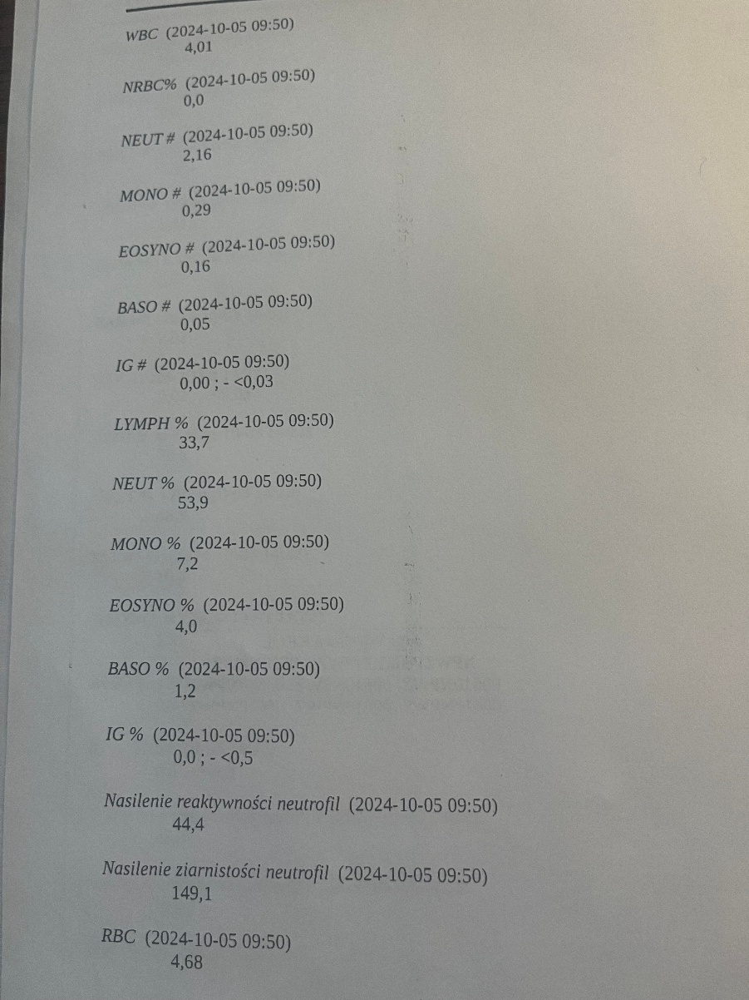 WBC (2024-10-05 09:50)
4,01
NRBC% (2024-10-05 09:50)
0,0
NEUT # (2024-10-05 09:50)
2,16
MONO # (2024-10-05 09:50)
0,29
EOSYNO # (2024-10-05 09:50)
0,16
BASO # (2024-10-05 09:50)
0,05
IG # (2024-10-05 09:50)
0,00 ; - <0,03
LYMPH % (2024-10-05 09:50)
33,7
NEUT % (2024-10-05 09:50)
53,9
MONO % (2024-10-05 09:50)
7,2
EOSYNO % (2024-10-05 09:50)
4,0
BASO % (2024-10-05 09:50)
1,2
IG % (2024-10-05 09:50)
0,0 ; - <0,5
Nasilenie reaktywności neutrofil (2024-10-05 09:50)
44,4
Nasilenie ziarnistości neutrofil (2024-10-05 09:50)
149,1
RBC (2024-10-05 09:50)
4,68